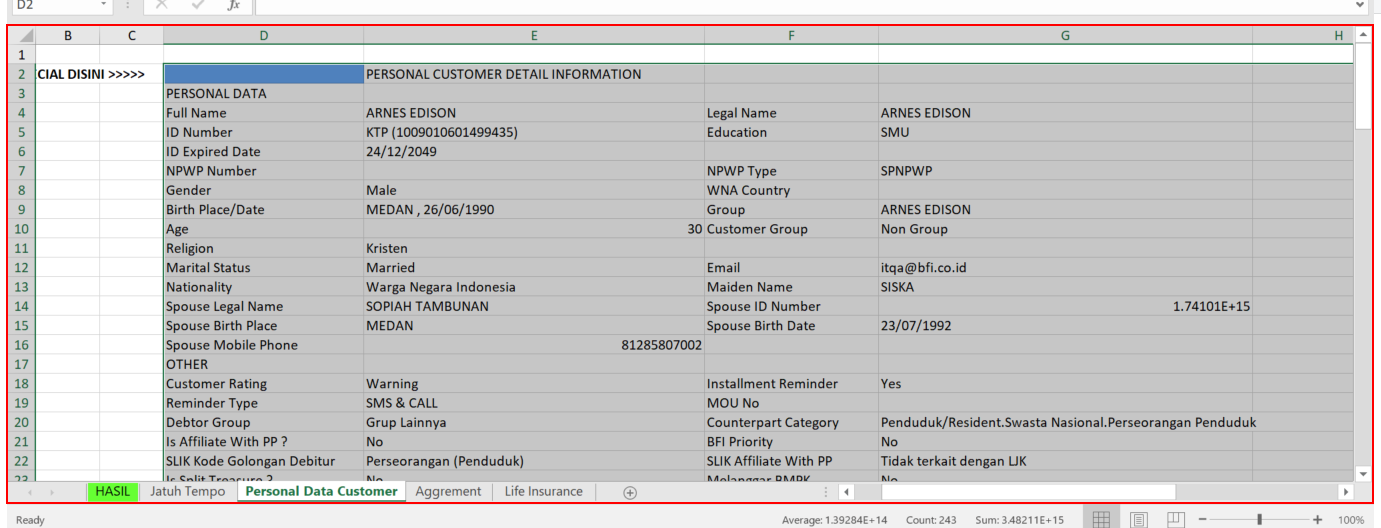 D2 fx
B C D E F G H
1
2 CIAL DISINI >>>>> PERSONAL CUSTOMER DETAIL INFORMATION
3 PERSONAL DATA
4 Full Name ARNES EDISON Legal Name ARNES EDISON
5 ID Number KTP (1009010601499435) Education SMU
6 ID Expired Date 24/12/2049
7 NPWP Number NPWP Type SPNPWP
8 Gender Male WNA Country
9 Birth Place/Date MEDAN , 26/06/1990 Group ARNES EDISON
10 Age 30 Customer Group Non Group
11 Religion Kristen
12 Marital Status Married Email itqa@bfi.co.id
13 Nationality Warga Negara Indonesia Maiden Name SISKA
14 Spouse Legal Name SOPIAH TAMBUNAN Spouse ID Number 1.74101E+15
15 Spouse Birth Place MEDAN Spouse Birth Date 23/07/1992
16 Spouse Mobile Phone 81285807002
17 OTHER
18 Customer Rating Warning Installment Reminder Yes
19 Reminder Type SMS & CALL MOU No
20 Debtor Group Grup Lainnya Counterpart Category Penduduk/Resident.Swasta Nasional.Perseorangan Penduduk
21 Is Affiliate With PP ? No BFI Priority No
22 SLIK Kode Golongan Debitur Perseorangan (Penduduk) SLIK Affiliate With PP Tidak terkait dengan LJK
23 Is Split Treasure ? No Melanggar BMPK No
HASIL Jatuh Tempo Personal Data Customer Aggrement Life Insurance
Ready Average: 1.39284E+14 Count: 243 Sum: 3.48211E+15 100%